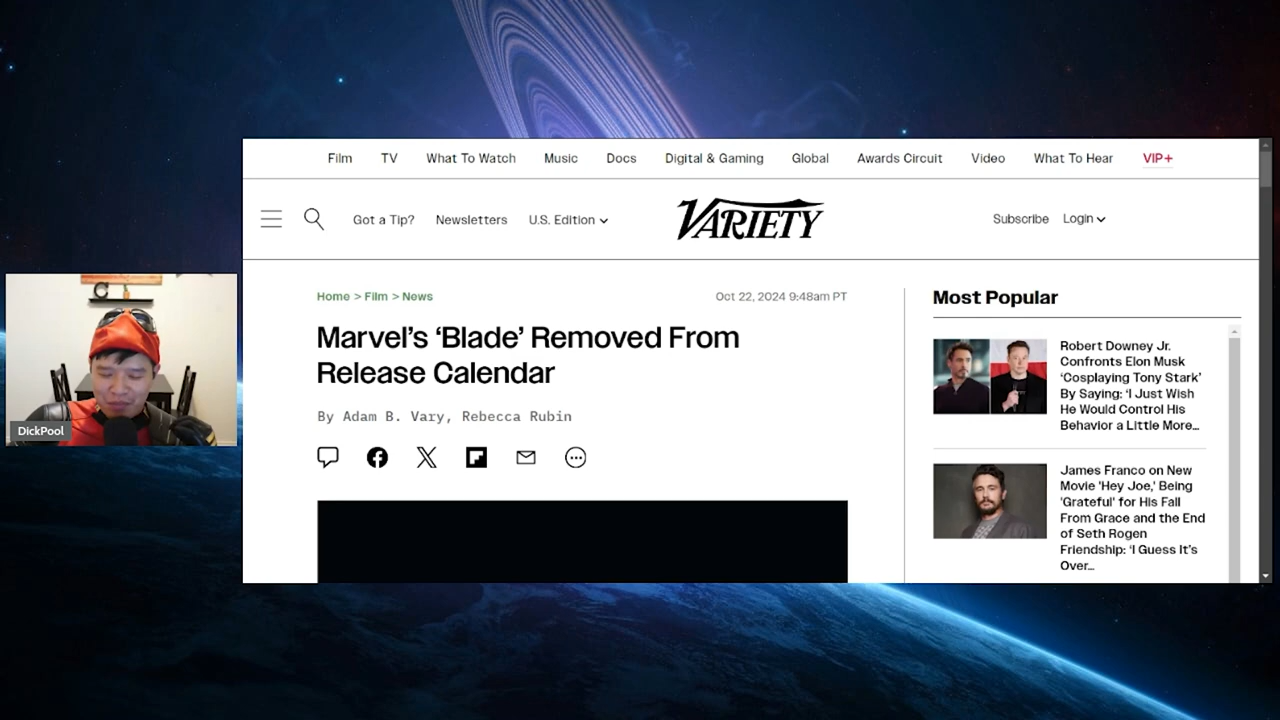 Film TV What To Watch Music Docs Digital & Gaming Global Awards Circuit Video What To Hear VIP+
Got a Tip? Newsletters U.S. Edition VARIETY Subscribe Login
Home > Film > News Oct 22, 2024 9:48am PT
Marvel's 'Blade' Removed From
Release Calendar
By Adam B. Vary, Rebecca Rubin
Most Popular
Robert Downey Jr.
Confronts Elon Musk
'Cosplaying Tony Stark'
By Saying: 'I Just Wish
He Would Control His
Behavior a Little More...
James Franco on New
Movie 'Hey Joe,' Being
'Grateful' for His Fall
From Grace and the End
of Seth Rogen
Friendship: 'I Guess It's
Over...
DickPool